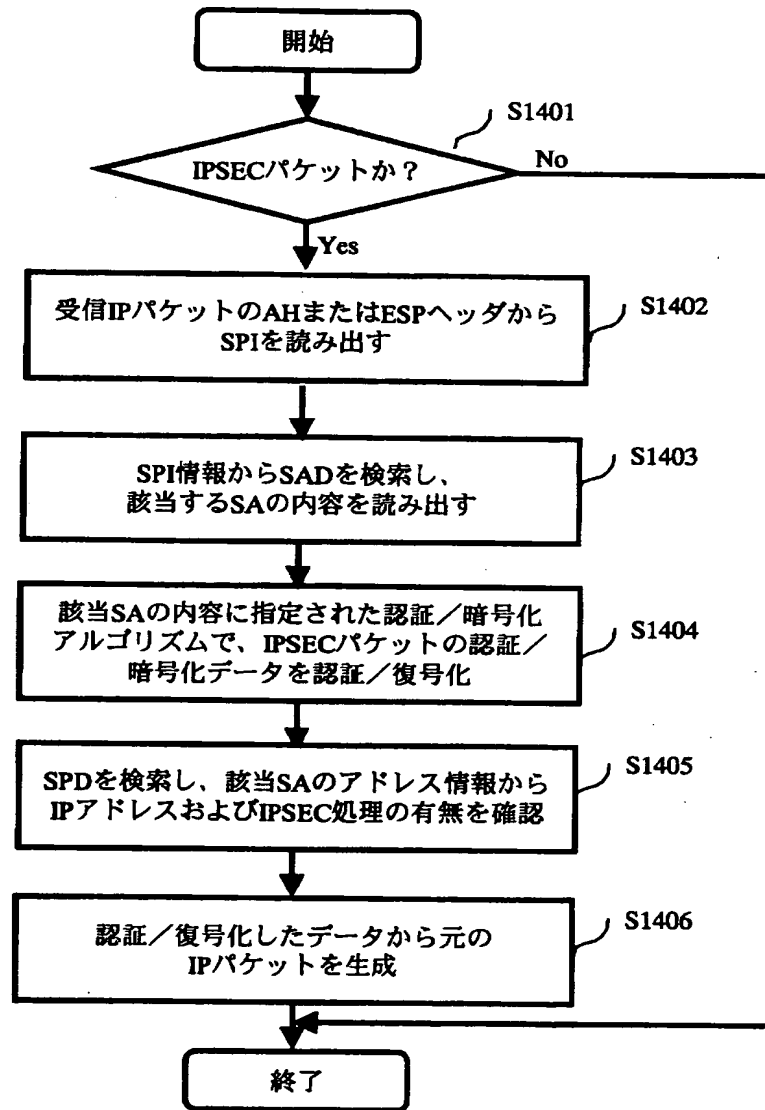 開始
S1401
IPSECパケットか？
No
Yes
受信IPパケットのAHまたはESPヘッダから
SPIを読み出す
S1402
SPI情報からSADを検索し、
該当するSAの内容を読み出す
S1403
該当SAの内容に指定された認証／暗号化
アルゴリズムで、IPSECパケットの認証／
暗号化データを認証／復号化
S1404
SPDを検索し、該当SAのアドレス情報から
IPアドレスおよびIPSEC処理の有無を確認
S1405
認証／復号化したデータから元の
IPパケットを生成
S1406
終了